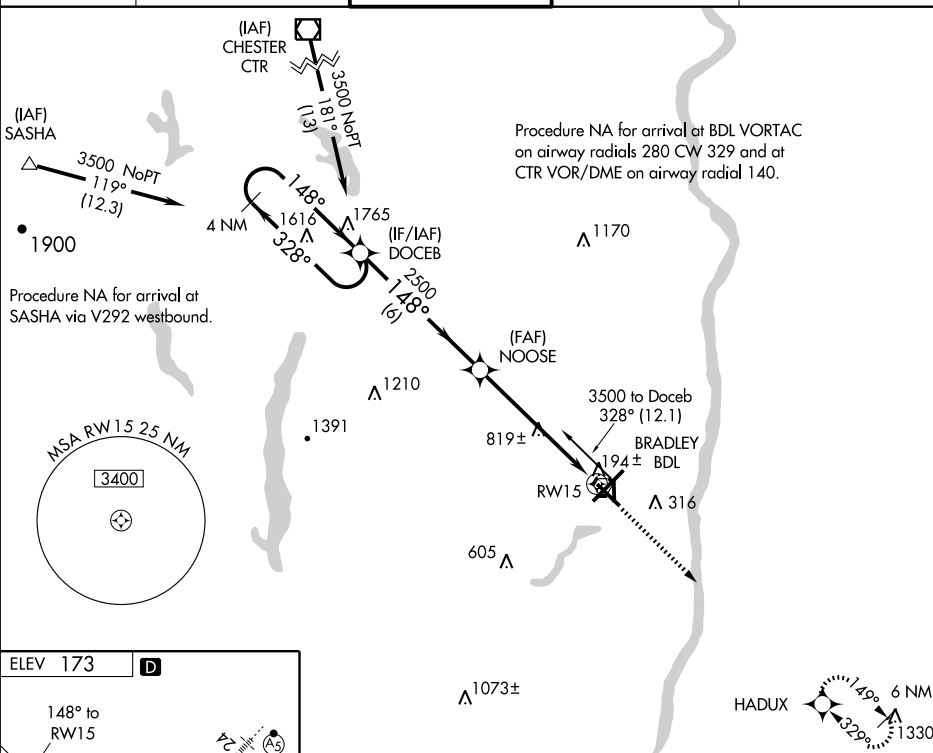 (IAF)
CHESTER
CTR
3500 NoPT
181°
(13)
(IAF)
SASHA
3500 NoPT
119°
(12.3)
Procedure NA for arrival at BDL VORTAC
on airway radials 280 CW 329 and at
CTR VOR/DME on airway radial 140.
148°
4 NM
1616
1765
328°
(IF/IAF)
DOCEB
1170
1900
2500
148°
(6)
Procedure NA for arrival at
SASHA via V292 westbound.
(FAF)
NOOSE
1210
3500 to Doceb
328° (12.1)
1391
819±
BRADLEY
BDL
194±
MSA RW15 25 NM
3400
RW15
316
605
ELEV 173
D
1073±
HADUX
149°
6 NM
329°
1330
148° to
RW15
24
A5